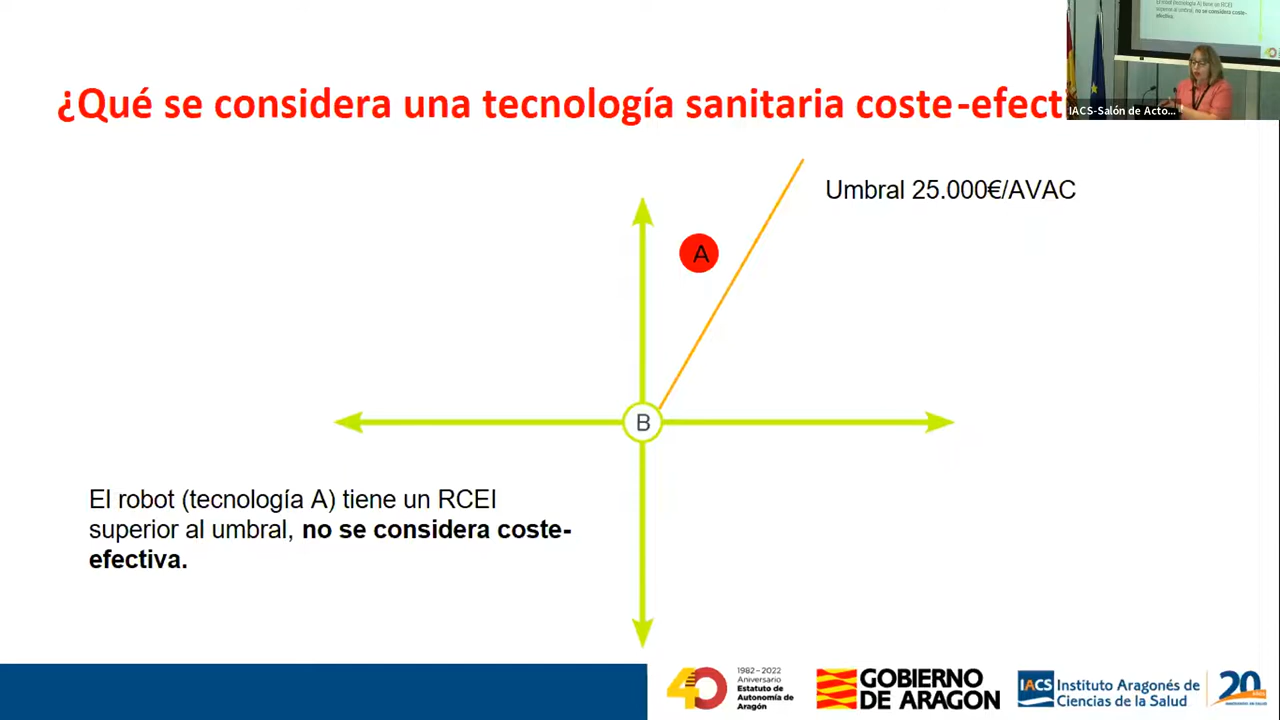 ¿Qué se considera una tecnología sanitaria coste-efect
IACS-Salón de Acto...
Umbral 25.000€/AVAC
A
B
El robot (tecnología A) tiene un RCEI
superior al umbral, no se considera coste-
efectiva.
1982-2022
Aniversario
Estatuto de
Autonomía de
Aragón
40
GOBIERNO
DE ARAGON
IACS Instituto Aragonés de
Ciencias de la Salud
20
años